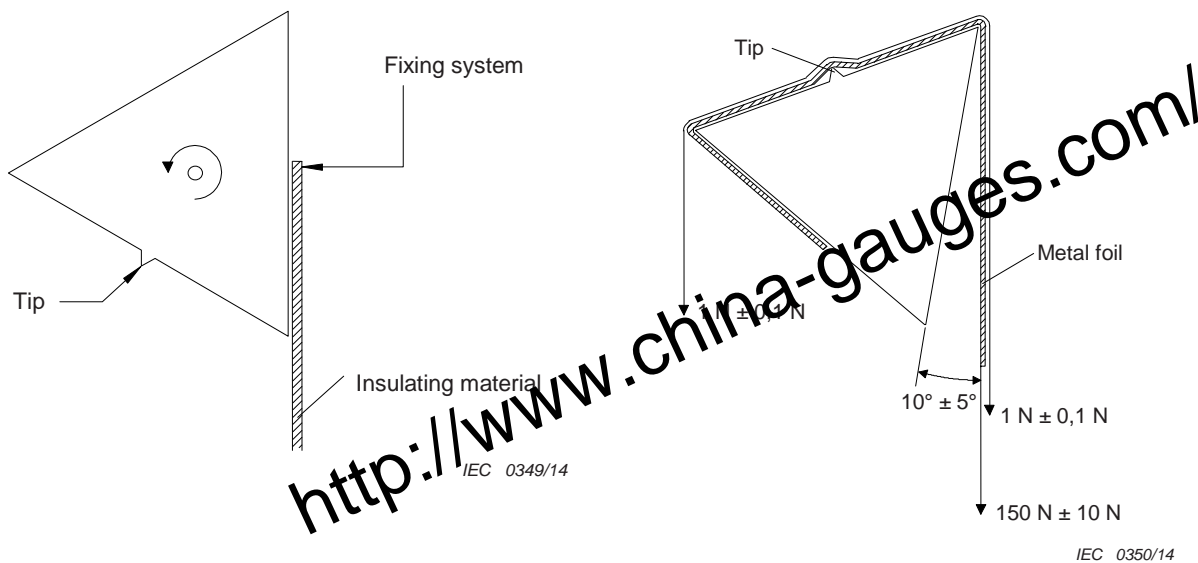 Fixing system
Tip
Insulating material
IEC 0349/14
Tip
Metal foil
1 N ± 0,1 N
10° ± 5°
1 N ± 0,1 N
150 N ± 10 N
IEC 0350/14
http://www.china-gauges.com/